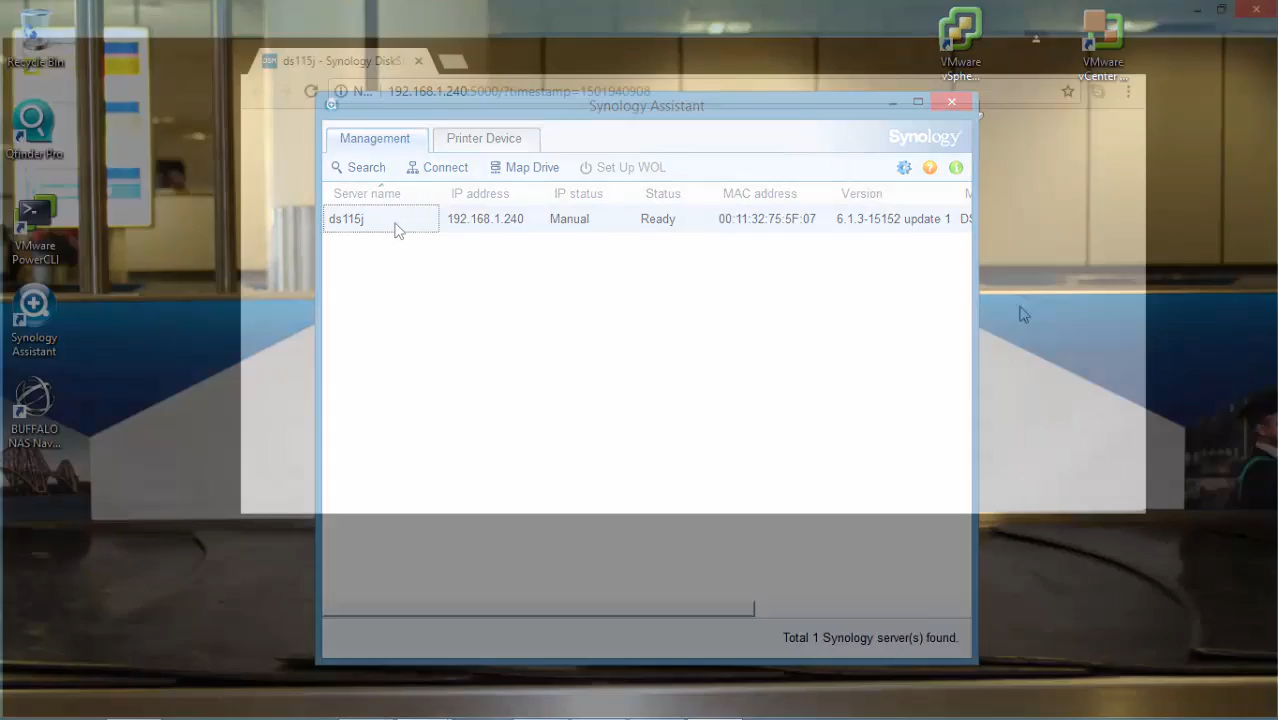 Recycle Bin
Qfinder Pro
VMware
PowerCLI
Synology
Assistant
BUFFALO
NAS Nav...
VMware
vSphe...
VMware
vCenter ...
ds115j - Synology DiskS
N... 192.168.1.240:5000/?timestamp=1501940908
Synology Assistant
Management Printer Device Synology
Search Connect Map Drive Set Up WOL
Server name IP address IP status Status MAC address Version M
ds115j 192.168.1.240 Manual Ready 00:11:32:75:5F:07 6.1.3-15152 update 1 DS
Total 1 Synology server(s) found.